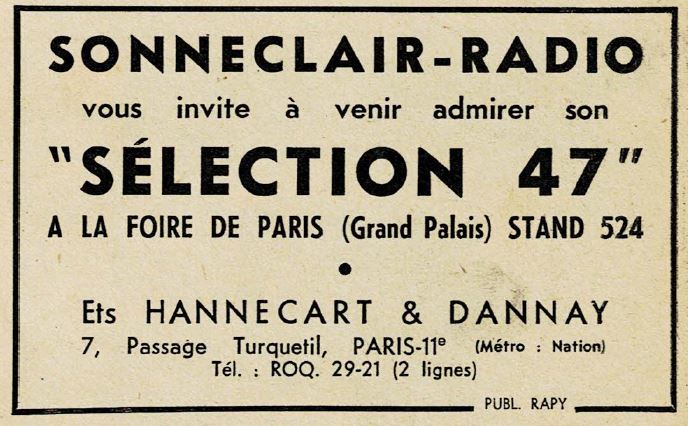 SONNECLAIR-RADIO
vous invite à venir admirer son
"SÉLECTION 47"
A LA FOIRE DE PARIS (Grand Palais) STAND 524
●
Ets HANNECART & DANNAY
7, Passage Turquetil, PARIS-11e (Métro : Nation)
Tél. : ROQ. 29-21 (2 lignes)
PUBL. RAPY